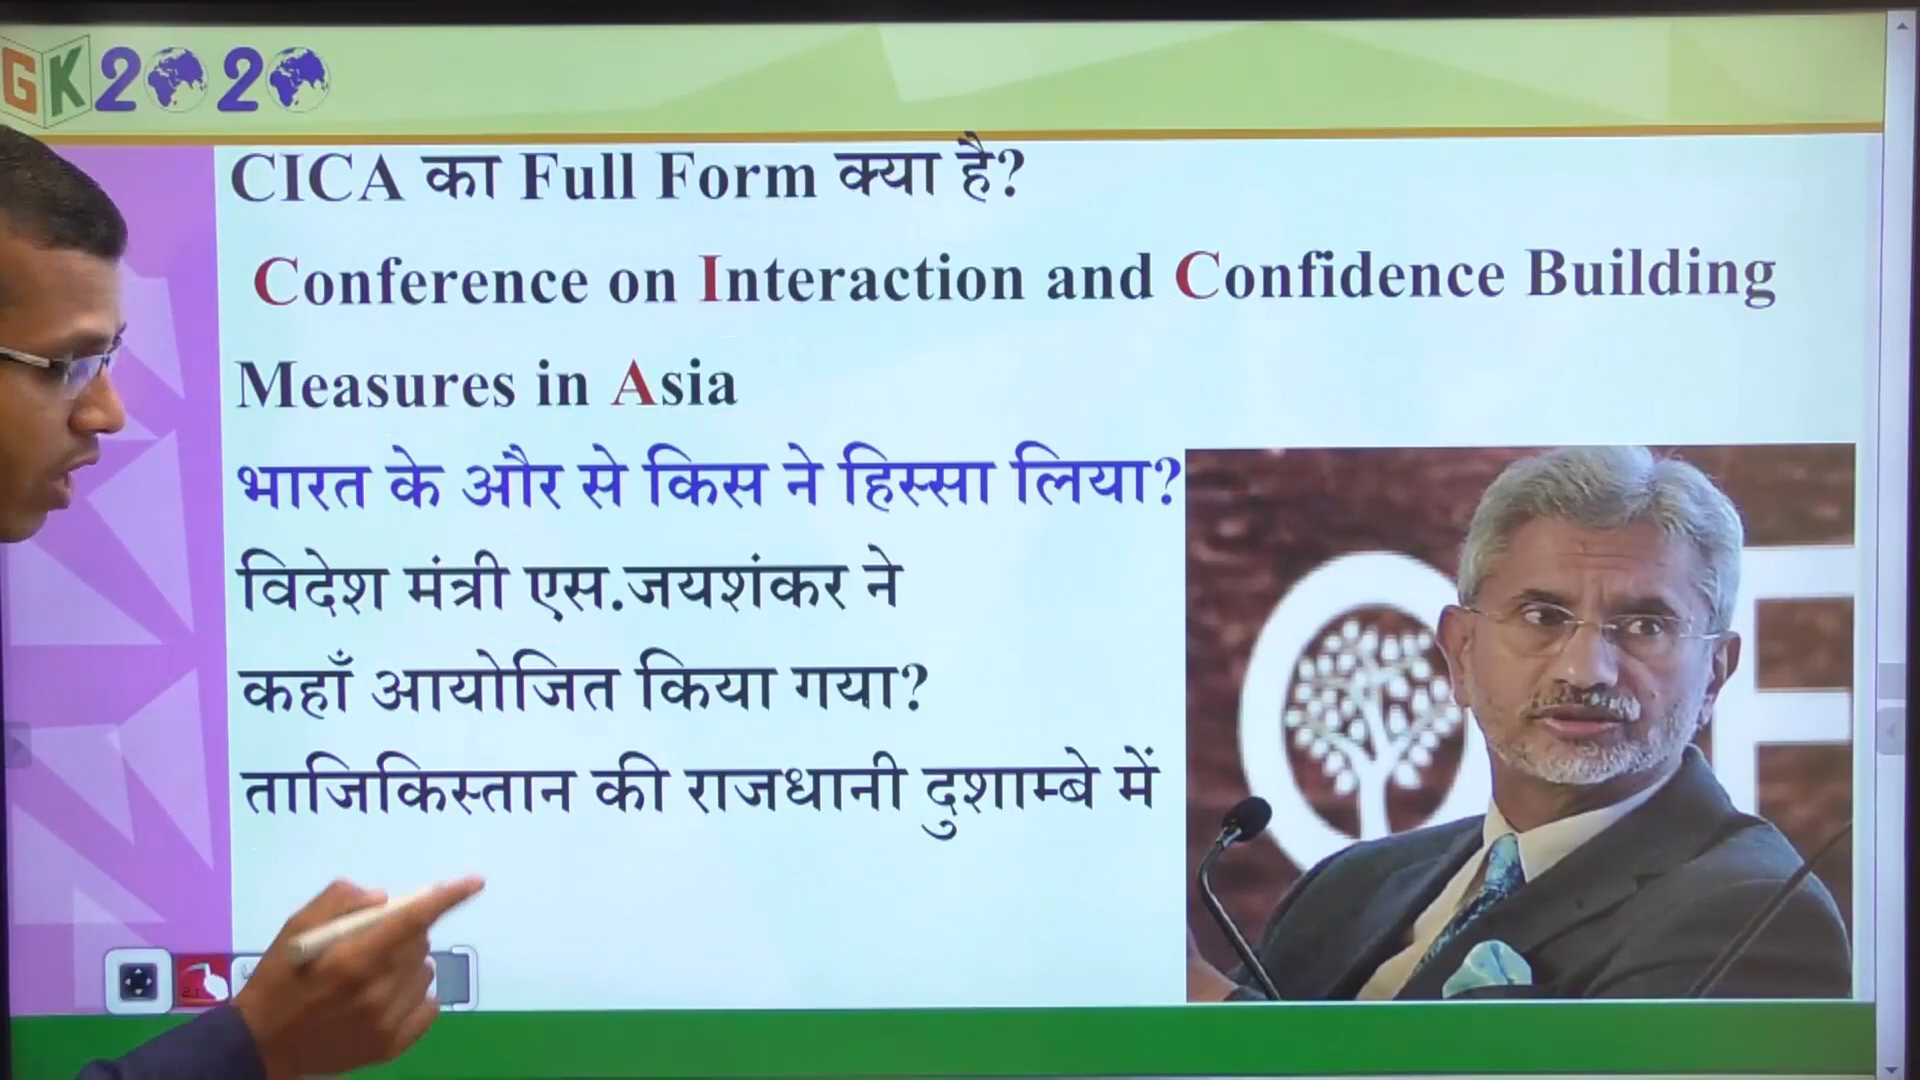 GK2020
CICA का Full Form क्या है?
Conference on Interaction and Confidence Building
Measures in Asia
भारत के और से किस ने हिस्सा लिया?
विदेश मंत्री एस.जयशंकर ने
कहाँ आयोजित किया गया?
ताजिकिस्तान की राजधानी दुशाम्बे में